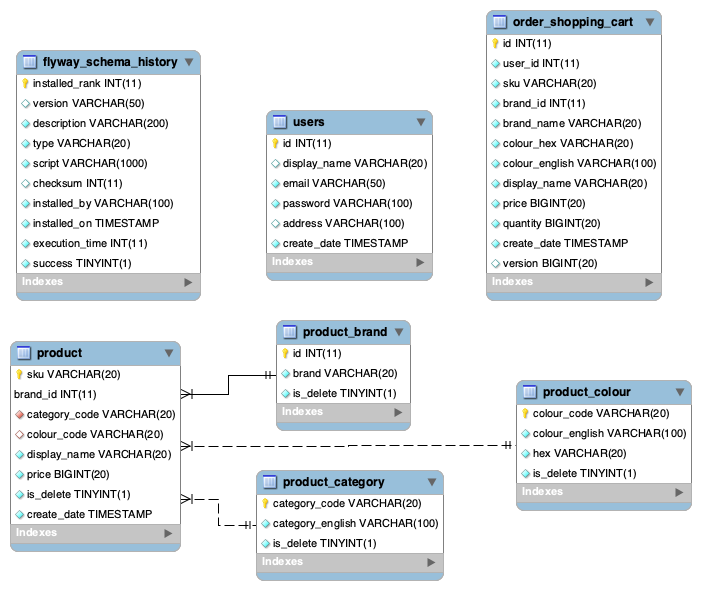 flyway_schema_history
installed_rank INT(11)
version VARCHAR(50)
description VARCHAR(200)
type VARCHAR(20)
script VARCHAR(1000)
checksum INT(11)
installed_by VARCHAR(100)
installed_on TIMESTAMP
execution_time INT(11)
success TINYINT(1)
Indexes
users
id INT(11)
display_name VARCHAR(20)
email VARCHAR(50)
password VARCHAR(100)
address VARCHAR(100)
create_date TIMESTAMP
Indexes
order_shopping_cart
id INT(11)
user_id INT(11)
sku VARCHAR(20)
brand_id INT(11)
brand_name VARCHAR(20)
colour_hex VARCHAR(20)
colour_english VARCHAR(100)
display_name VARCHAR(20)
price BIGINT(20)
quantity BIGINT(20)
create_date TIMESTAMP
version BIGINT(20)
Indexes
product
sku VARCHAR(20)
brand_id INT(11)
category_code VARCHAR(20)
colour_code VARCHAR(20)
display_name VARCHAR(20)
price BIGINT(20)
is_delete TINYINT(1)
create_date TIMESTAMP
Indexes
product_brand
id INT(11)
brand VARCHAR(20)
is_delete TINYINT(1)
Indexes
product_colour
colour_code VARCHAR(20)
colour_english VARCHAR(100)
hex VARCHAR(20)
is_delete TINYINT(1)
Indexes
product_category
category_code VARCHAR(20)
category_english VARCHAR(100)
is_delete TINYINT(1)
Indexes